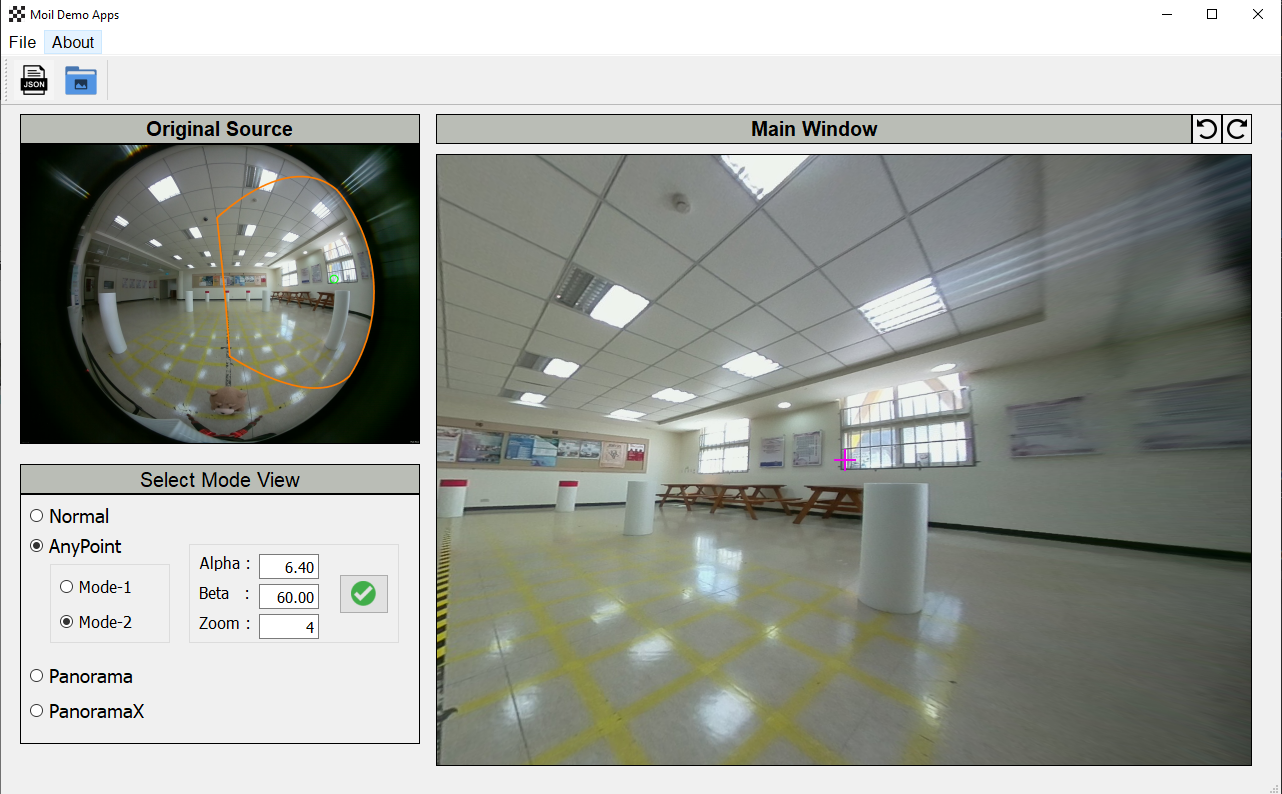 Moil Demo Apps
File About
JSON
Original Source
Main Window
Select Mode View
Normal
AnyPoint
Mode-1
Mode-2
Alpha : 6.40
Beta : 60.00
Zoom : 4
Panorama
PanoramaX